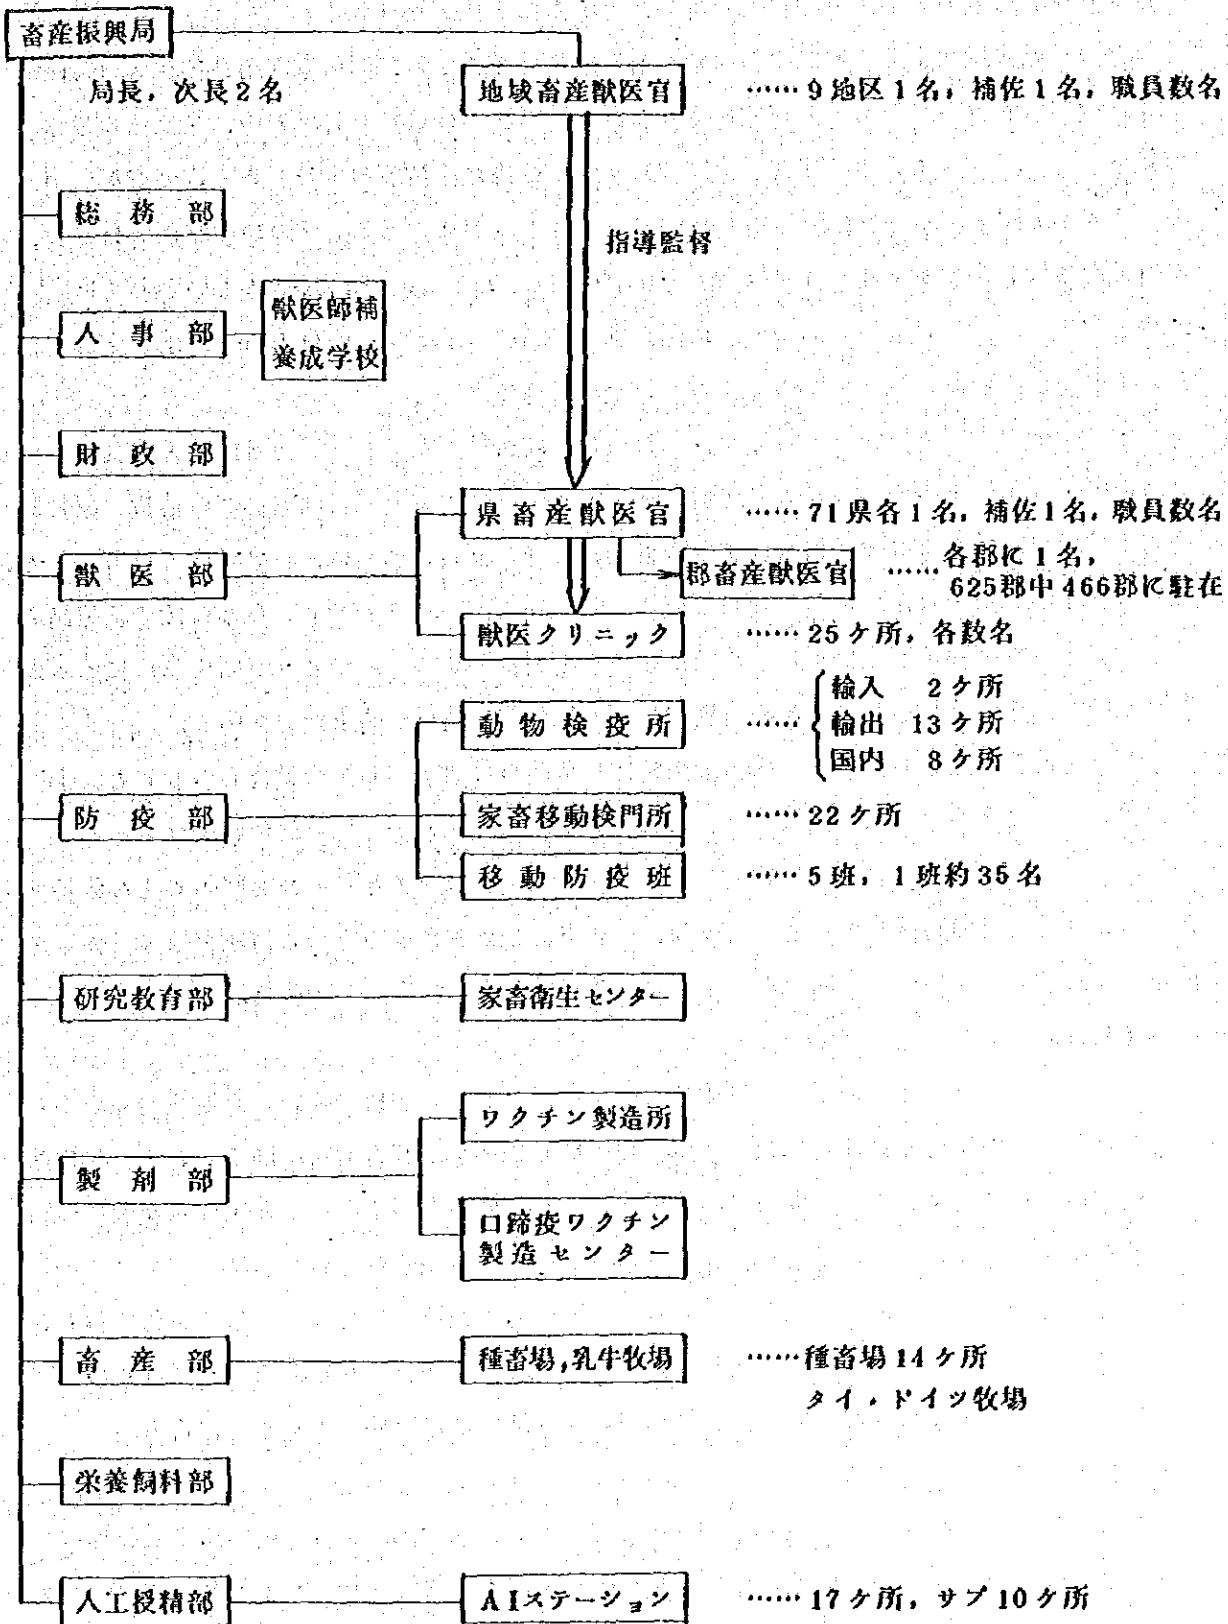 畜産振興局
局長，次長2名
地域畜産獣医官 ……9地区1名，補佐1名，職員数名
総務部
指導監督
人事部
獣医師補
養成学校
財政部
県畜産獣医官 ……71県各1名，補佐1名，職員数名
獣医部
郡畜産獣医官 ……各郡に1名，
625郡中466郡に駐在
獣医クリニック ……25ケ所，各数名
動物検疫所 ……
輸入 2ケ所
輸出 13ケ所
国内 8ケ所
防疫部
家畜移動検門所 ……22ケ所
移動防疫班 ……5班，1班約35名
研究教育部
家畜衛生センター
ワクチン製造所
製剤部
口蹄疫ワクチン
製造センター
畜産部
種畜場,乳牛牧場 ……種畜場14ケ所
タイ・ドイツ牧場
栄養飼料部
人工授精部
AIステーション ……17ケ所，サブ10ケ所